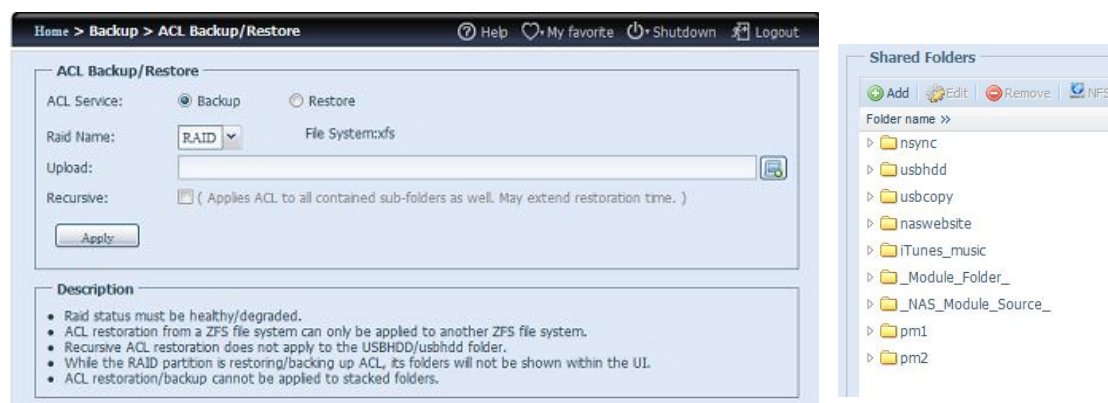 Home > Backup > ACL Backup/Restore Help My favorite Shutdown Logout
ACL Backup/Restore
ACL Service: Backup Restore
Raid Name: RAID File System:xfs
Upload:
Recursive: ( Applies ACL to all contained sub-folders as well. May extend restoration time. )
Apply
Description
• Raid status must be healthy/degraded.
• ACL restoration from a ZFS file system can only be applied to another ZFS file system.
• Recursive ACL restoration does not apply to the USBHDD/usbhdd folder.
• While the RAID partition is restoring/backing up ACL, its folders will not be shown within the UI.
• ACL restoration/backup cannot be applied to stacked folders.
Shared Folders
Add Edit Remove NFS
Folder name »
nsync
usbhdd
usbcopy
naswebsite
iTunes_music
_Module_Folder_
_NAS_Module_Source_
pm1
pm2